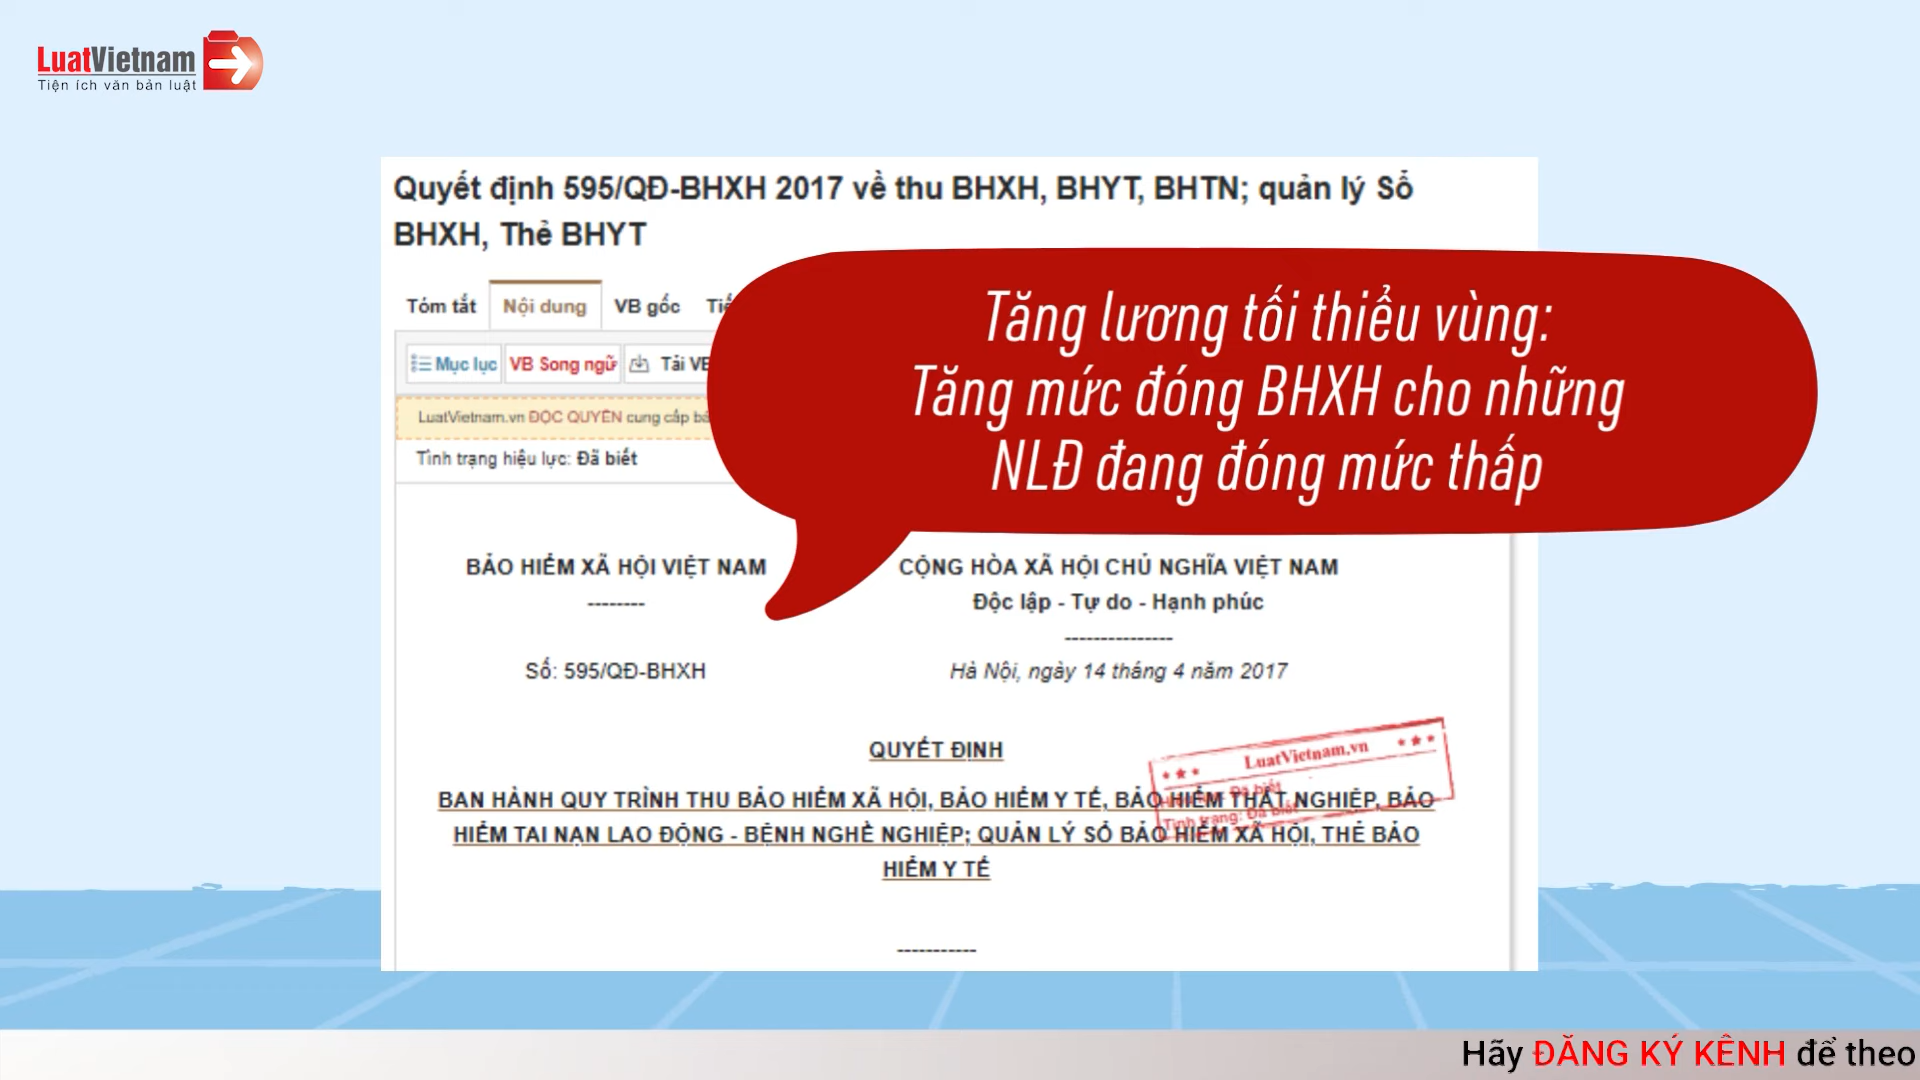 LuatVietnam
Tiện ích văn bản luật
Quyết định 595/QĐ-BHXH 2017 về thu BHXH, BHYT, BHTN; quản lý Sổ
BHXH, Thẻ BHYT
Tóm tắt Nội dung VB gốc
Mục lục VB Song ngữ Tải VB
LuatVietnam.vn ĐỘC QUYỀN cung cấp
Tình trạng hiệu lực: Đã biết
Tăng lương tối thiểu vùng:
Tăng mức đóng BHXH cho những
NLĐ đang đóng mức thấp
BẢO HIỂM XÃ HỘI VIỆT NAM
--------
CỘNG HÒA XÃ HỘI CHỦ NGHĨA VIỆT NAM
Độc lập - Tự do - Hạnh phúc
---------------
Số: 595/QĐ-BHXH
Hà Nội, ngày 14 tháng 4 năm 2017
QUYẾT ĐỊNH
LuatVietnam.vn
Đã biết
Tình trạng: Đã biết
BAN HÀNH QUY TRÌNH THU BẢO HIỂM XÃ HỘI, BẢO HIỂM Y TẾ, BẢO HIỂM THẤT NGHIỆP, BẢO
HIỂM TAI NẠN LAO ĐỘNG - BỆNH NGHỀ NGHIỆP; QUẢN LÝ SỔ BẢO HIỂM XÃ HỘI, THẺ BẢO
HIỂM Y TẾ
-----------
Hãy ĐĂNG KÝ KÊNH để theo